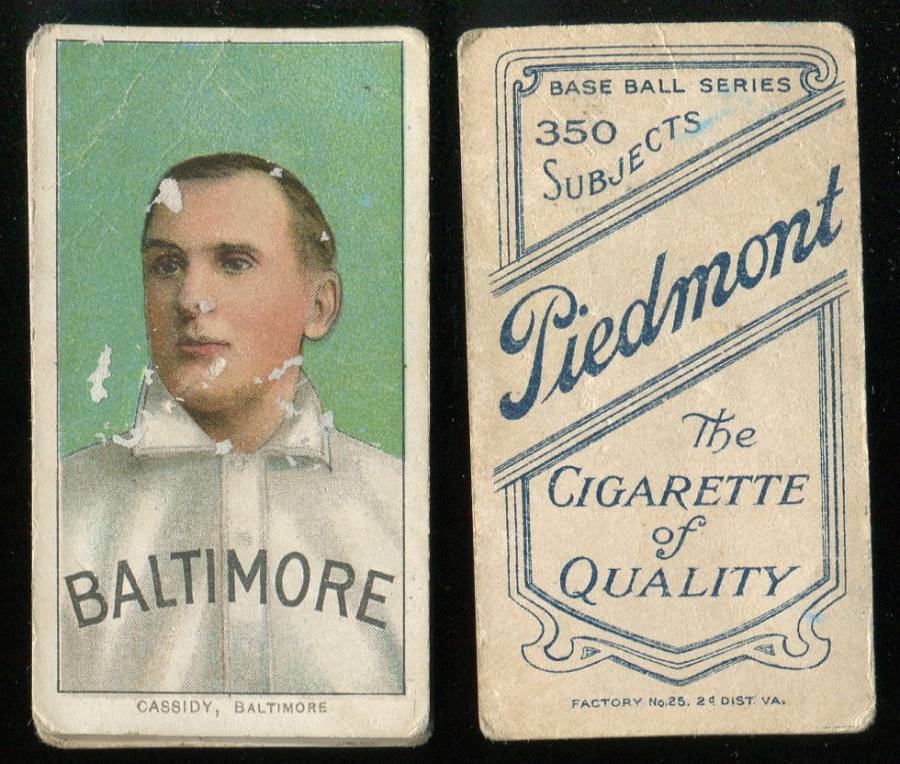 BALTIMORE
CASSIDY, BALTIMORE
BASE BALL SERIES
350
SUBJECTS
Piedmont
The
CIGARETTE
of
QUALITY
FACTORY No.25. 2d DIST. VA.